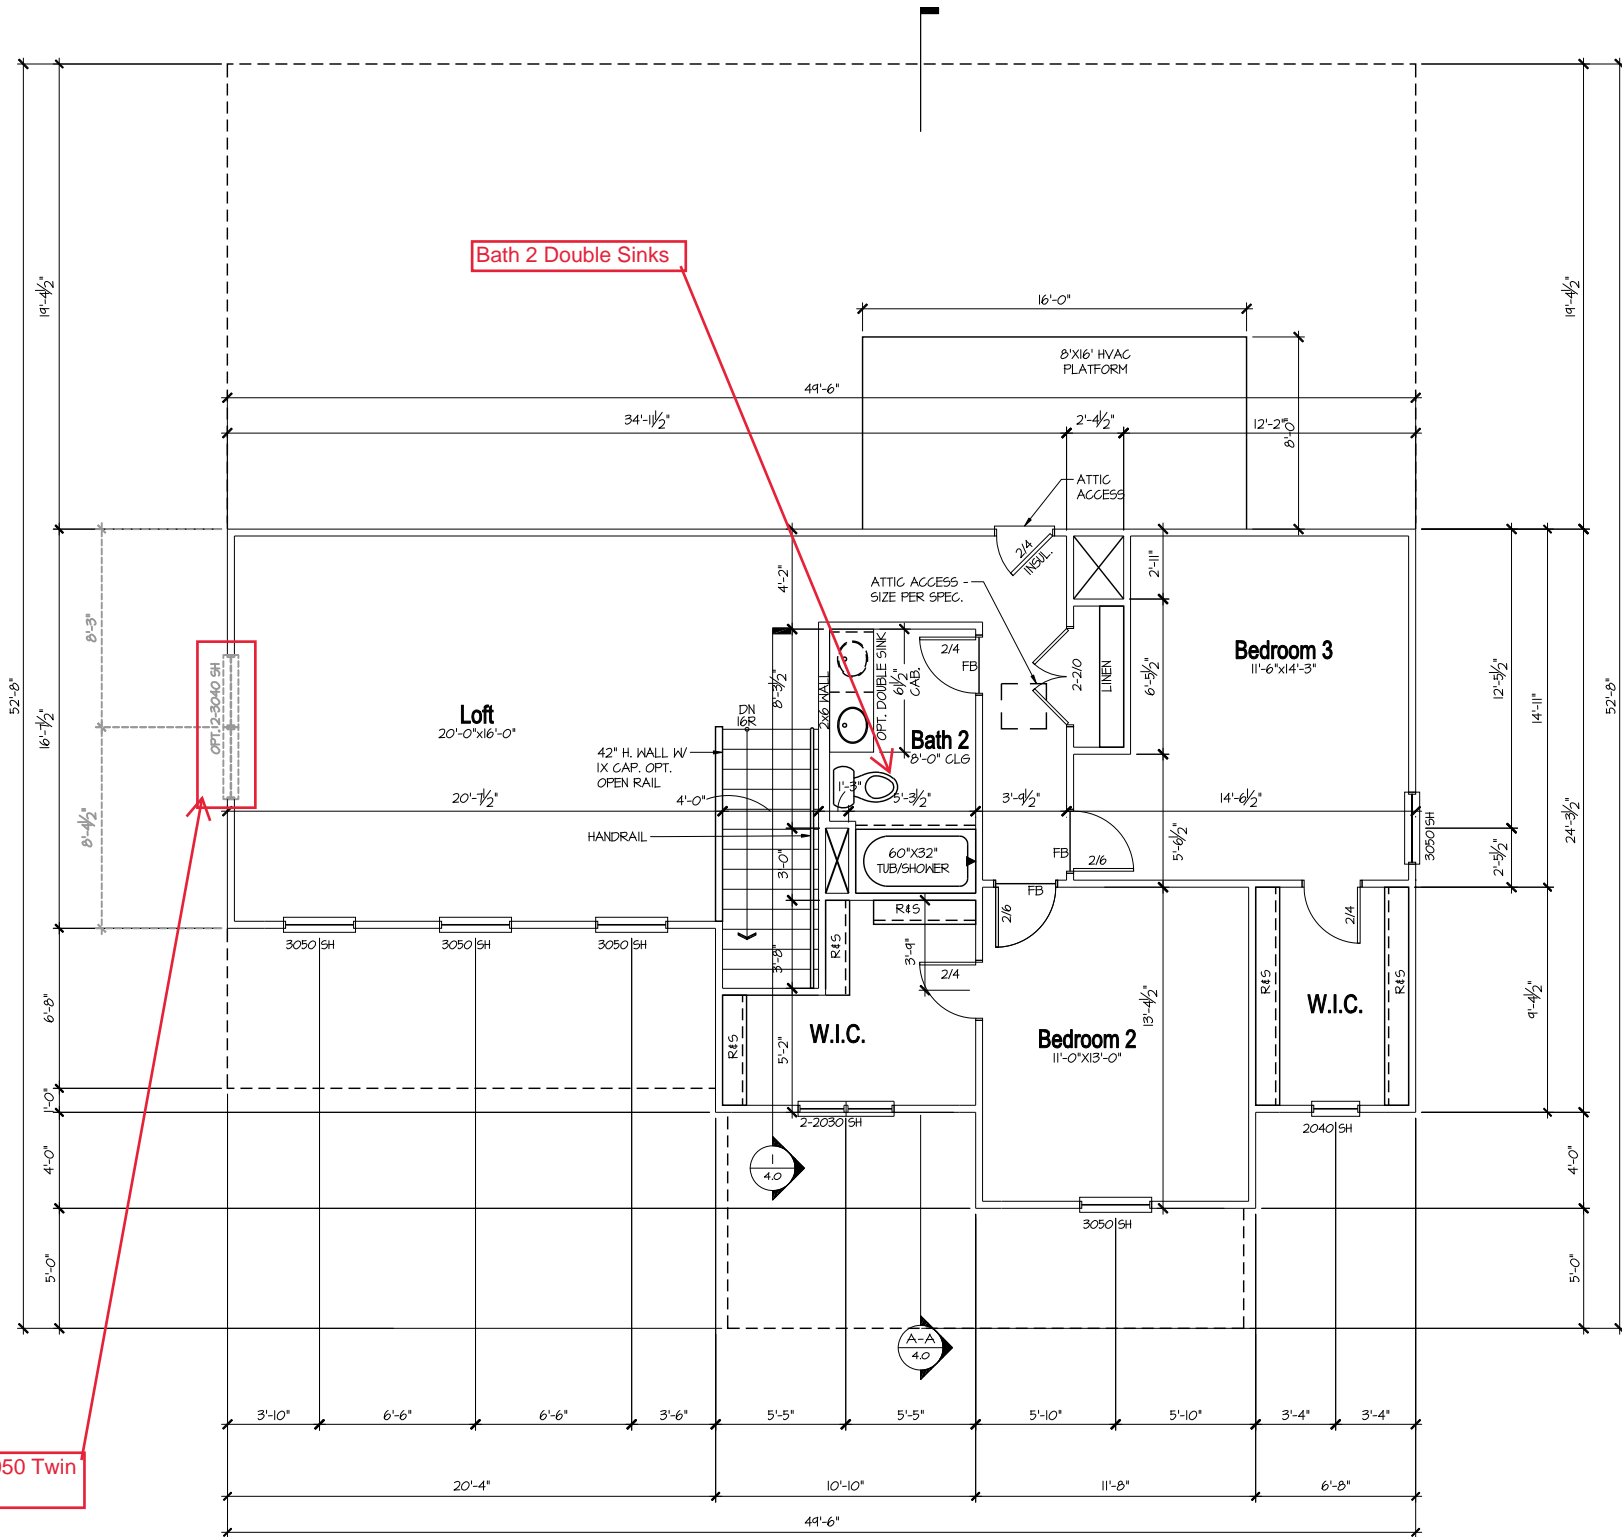 Bath 2 Double Sinks
16'-0"
8'X16' HVAC
PLATFORM
49'-6"
34'-11½"
2'-4½"
12'-2"
8'-0"
19'-4½"
19'-4½"
ATTIC
ACCESS
2/4
INSUL.
4'-2"
2'-11"
ATTIC ACCESS -
SIZE PER SPEC.
8'-3"
52'-8"
16'-7½"
OPT. 2-3040 SH
8'-4½"
Loft
20'-0"x16'-0"
DN
16R
8'-3½"
2x6 WALL
OPT. DOUBLE SINK
6½"
CAB.
2/4
FB
2-2/0
LINEN
6'-5½"
Bedroom 3
11'-6"x14'-3"
12'-5½"
14'-11"
52'-8"
Bath 2
8'-0" CLG
42" H. WALL W/
1X CAP. OPT.
OPEN RAIL
20'-7½"
4'-0"
1'-3"
5'-3½"
3'-9½"
14'-6½"
HANDRAIL
3'-0"
60"X32"
TUB/SHOWER
FB
2/6
5'-6½"
3050 SH
2'-5½"
24'-3½"
R&S
FB
2/6
2/4
3050 SH
3050 SH
3050 SH
R&S
3'-8"
3'-9"
2/4
6'-8"
13'-4½"
R&S
R&S
W.I.C.
9'-4½"
R&S
W.I.C.
5'-2"
Bedroom 2
11'-0"X13'-0"
1'-0"
2-2030 SH
2040 SH
4'-0"
1
4.0
4'-0"
3050 SH
5'-0"
5'-0"
A-A
4.0
3'-10"
6'-6"
6'-6"
3'-6"
5'-5"
5'-5"
5'-10"
5'-10"
3'-4"
3'-4"
50 Twin
20'-4"
10'-10"
11'-8"
6'-8"
49'-6"